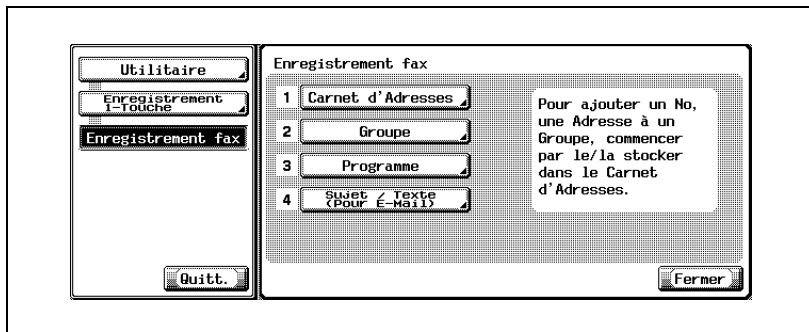 Utilitaire
Enregistrement
1-Touche
Enregistrement fax
Quitt.
Enregistrement fax
1 Carnet d'Adresses
2 Groupe
3 Programme
4 Sujet / Texte
(Pour E-Mail)
Pour ajouter un No,
une Adresse à un
Groupe, commencer
par le/la stocker
dans le Carnet
d'Adresses.
Fermer